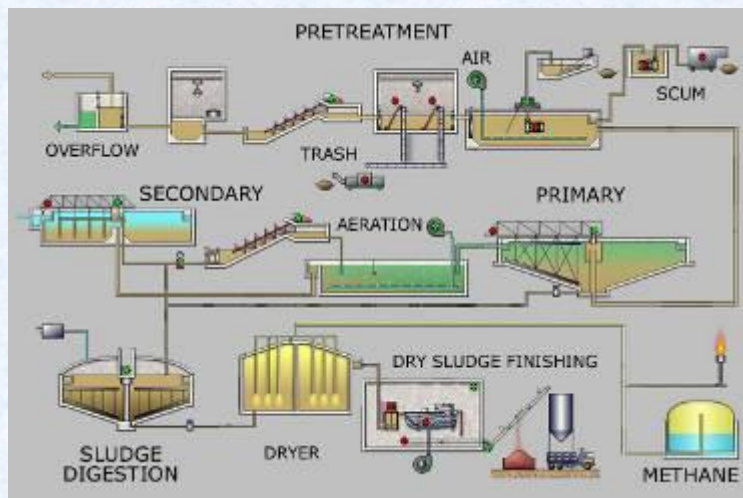 PRETREATMENT
AIR
OVERFLOW
TRASH
SCUM
SECONDARY
AERATION
PRIMARY
SLUDGE
DIGESTION
DRYER
DRY SLUDGE FINISHING
METHANE